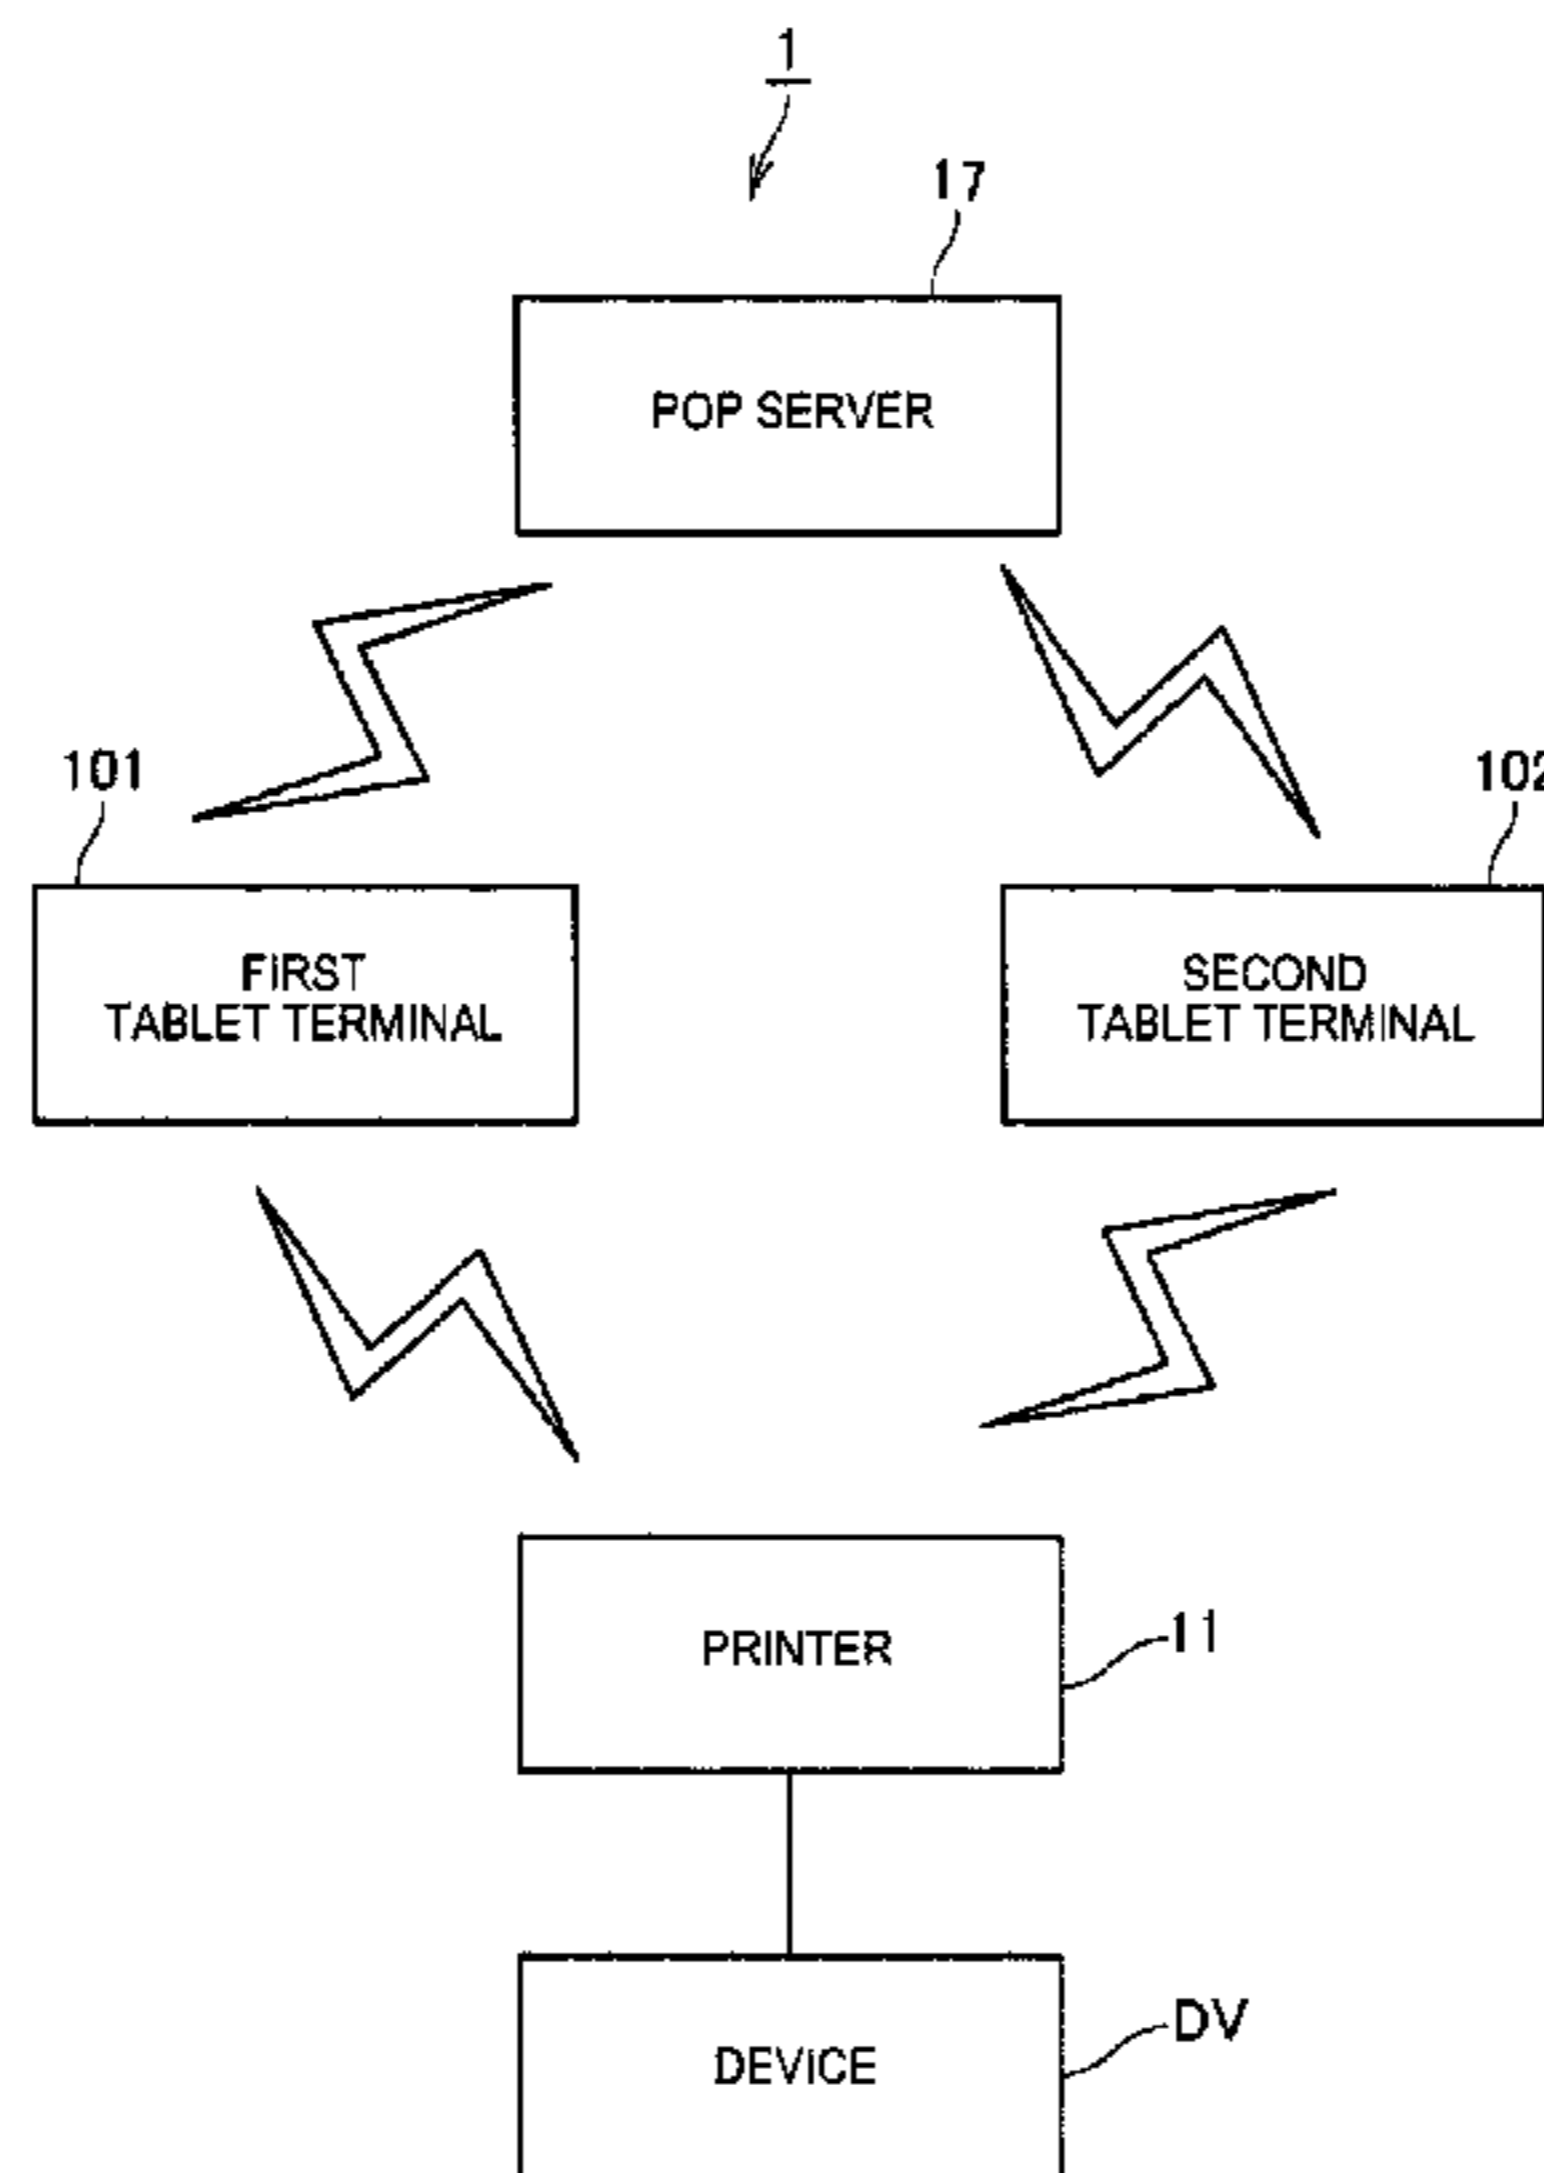 1
17
POP SERVER
101
102
FIRST
TABLET TERMINAL
SECOND
TABLET TERMINAL
PRINTER
11
DEVICE
DV